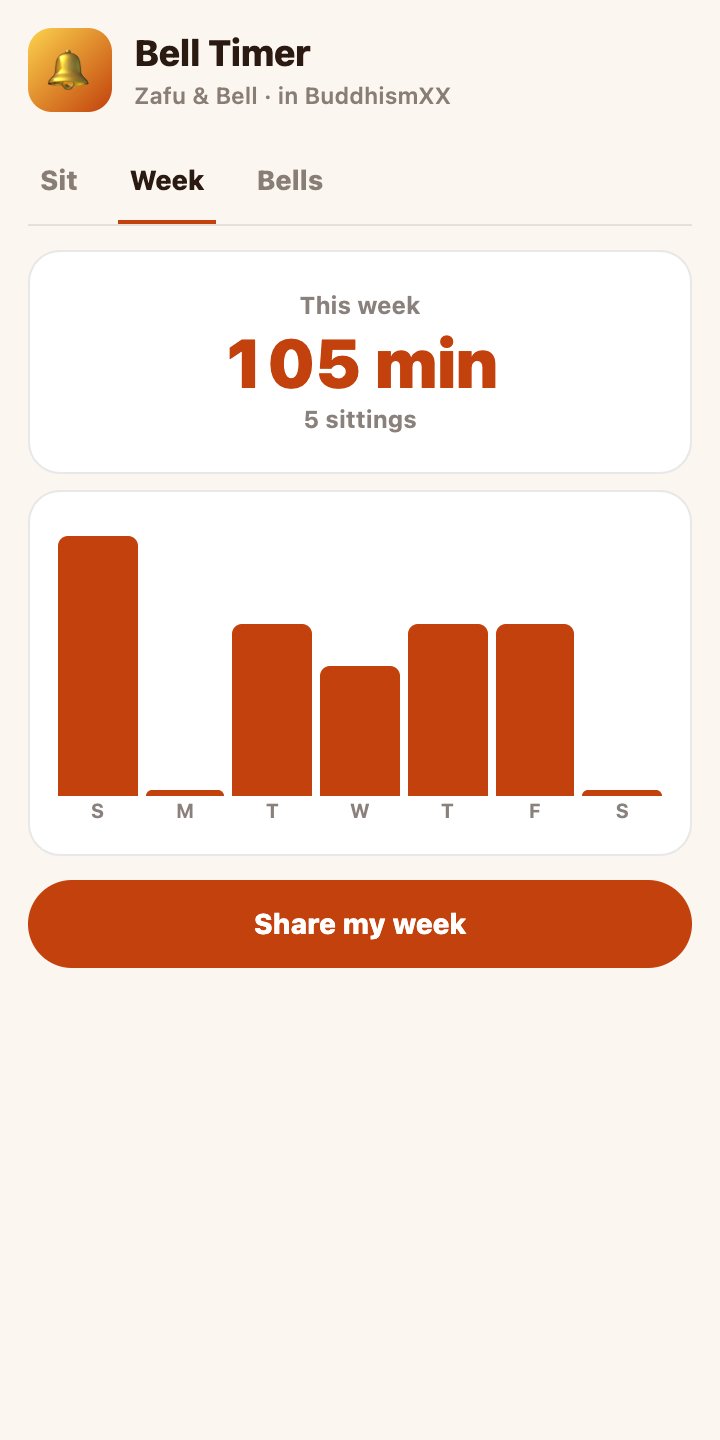 Bell Timer
Zafu & Bell · in BuddhismXX
Sit Week Bells
This week
105 min
5 sittings
S M T W T F S
Share my week